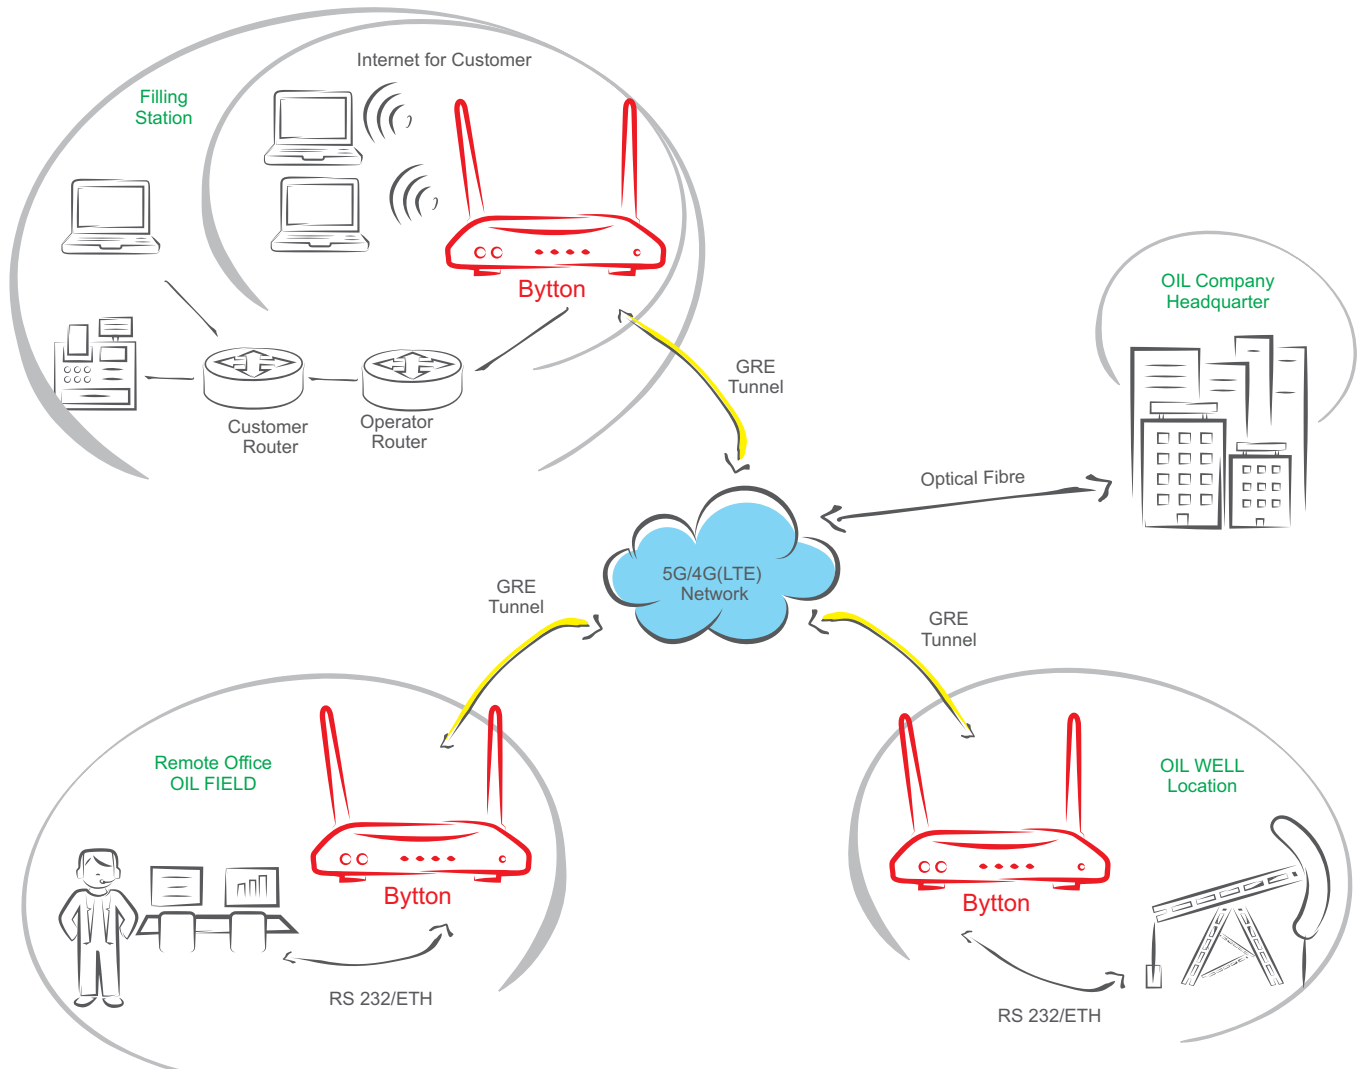 Internet for Customer
Filling
Station
Bytton
OIL Company
Headquarter
GRE
Tunnel
Customer
Router
Operator
Router
Optical Fibre
5G/4G(LTE)
Network
GRE
Tunnel
GRE
Tunnel
Remote Office
OIL FIELD
Bytton
RS 232/ETH
OIL WELL
Location
Bytton
RS 232/ETH